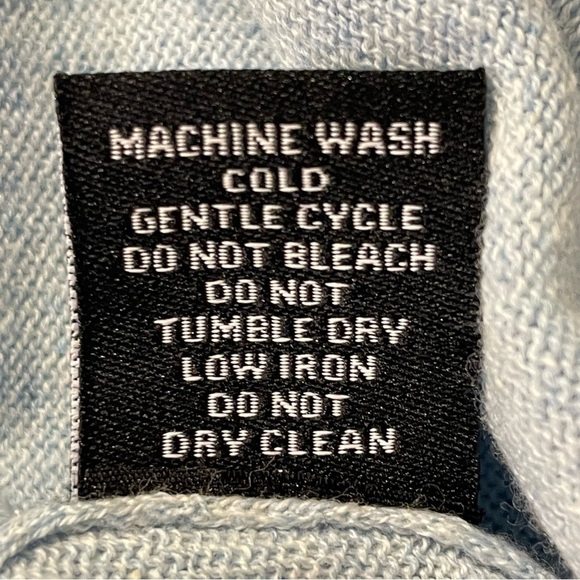 MACHINE WASH
COLD
GENTLE CYCLE
DO NOT BLEACH
DO NOT
TUMBLE DRY
LOW IRON
DO NOT
DRY CLEAN